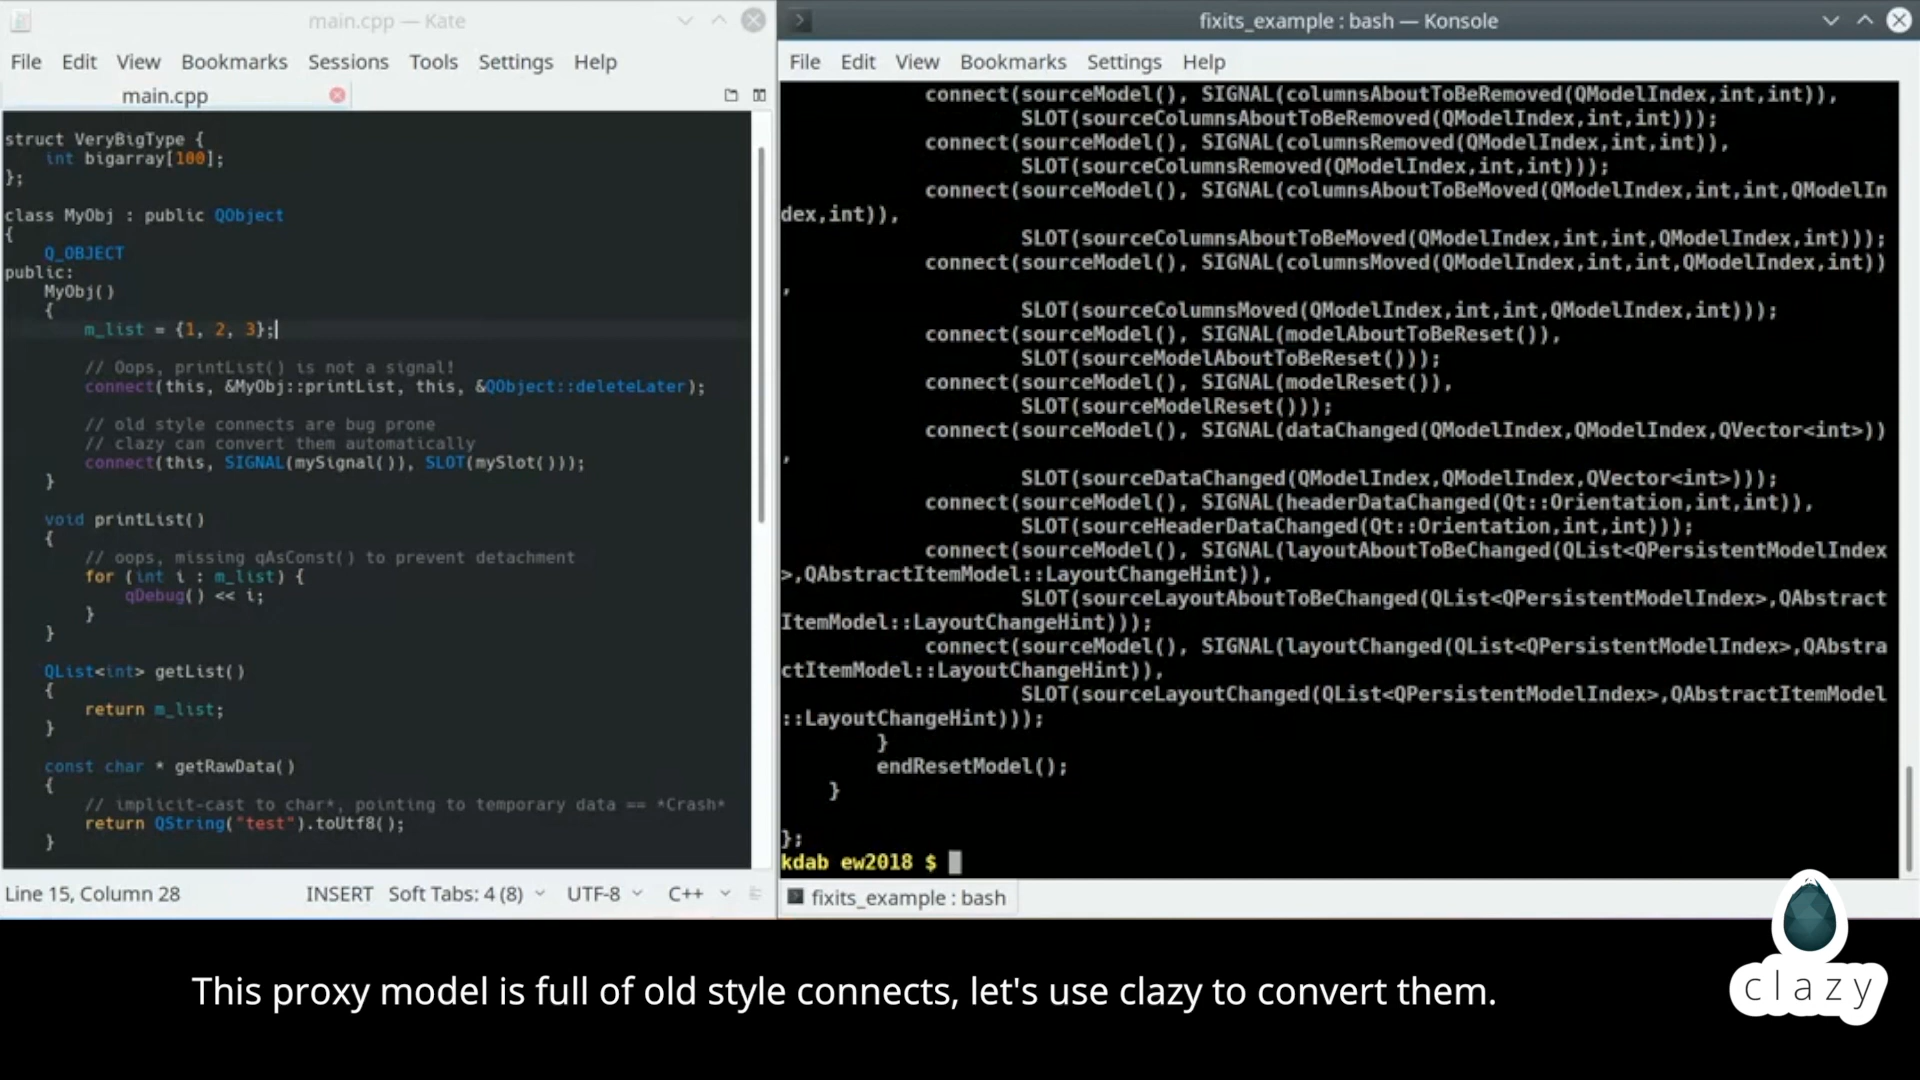 main.cpp — Kate
File Edit View Bookmarks Sessions Tools Settings Help
main.cpp
struct VeryBigType {
    int bigarray[100];
};
class MyObj : public QObject
{
    Q_OBJECT
public:
    MyObj()
    {
        m_list = {1, 2, 3};
        // Oops, printList() is not a signal!
        connect(this, &MyObj::printList, this, &QObject::deleteLater);
        // old style connects are bug prone
        // clazy can convert them automatically
        connect(this, SIGNAL(mySignal()), SLOT(mySlot()));
    }
    void printList()
    {
        // oops, missing qAsConst() to prevent detachment
        for (int i : m_list) {
            qDebug() << i;
        }
    }
    QList<int> getList()
    {
        return m_list;
    }
    const char * getRawData()
    {
        // implicit-cast to char*, pointing to temporary data == *Crash*
        return QString("test").toUtf8();
    }
Line 15, Column 28 INSERT Soft Tabs: 4 (8) UTF-8 C++
fixits_example : bash — Konsole
File Edit View Bookmarks Settings Help
            connect(sourceModel(), SIGNAL(columnsAboutToBeRemoved(QModelIndex,int,int)),
                    SLOT(sourceColumnsAboutToBeRemoved(QModelIndex,int,int)));
            connect(sourceModel(), SIGNAL(columnsRemoved(QModelIndex,int,int)),
                    SLOT(sourceColumnsRemoved(QModelIndex,int,int)));
            connect(sourceModel(), SIGNAL(columnsAboutToBeMoved(QModelIndex,int,int,QModelIn
dex,int)),
                    SLOT(sourceColumnsAboutToBeMoved(QModelIndex,int,int,QModelIndex,int)));
            connect(sourceModel(), SIGNAL(columnsMoved(QModelIndex,int,int,QModelIndex,int))
,
                    SLOT(sourceColumnsMoved(QModelIndex,int,int,QModelIndex,int)));
            connect(sourceModel(), SIGNAL(modelAboutToBeReset()),
                    SLOT(sourceModelAboutToBeReset()));
            connect(sourceModel(), SIGNAL(modelReset()),
                    SLOT(sourceModelReset()));
            connect(sourceModel(), SIGNAL(dataChanged(QModelIndex,QModelIndex,QVector<int>))
,
                    SLOT(sourceDataChanged(QModelIndex,QModelIndex,QVector<int>)));
            connect(sourceModel(), SIGNAL(headerDataChanged(Qt::Orientation,int,int)),
                    SLOT(sourceHeaderDataChanged(Qt::Orientation,int,int)));
            connect(sourceModel(), SIGNAL(layoutAboutToBeChanged(QList<QPersistentModelIndex
>,QAbstractItemModel::LayoutChangeHint)),
                    SLOT(sourceLayoutAboutToBeChanged(QList<QPersistentModelIndex>,QAbstract
ItemModel::LayoutChangeHint)));
            connect(sourceModel(), SIGNAL(layoutChanged(QList<QPersistentModelIndex>,QAbstra
ctItemModel::LayoutChangeHint)),
                    SLOT(sourceLayoutChanged(QList<QPersistentModelIndex>,QAbstractItemModel
::LayoutChangeHint)));
        }
        endResetModel();
    }
};
kdab ew2018 $
fixits_example : bash
This proxy model is full of old style connects, let's use clazy to convert them.
clazy